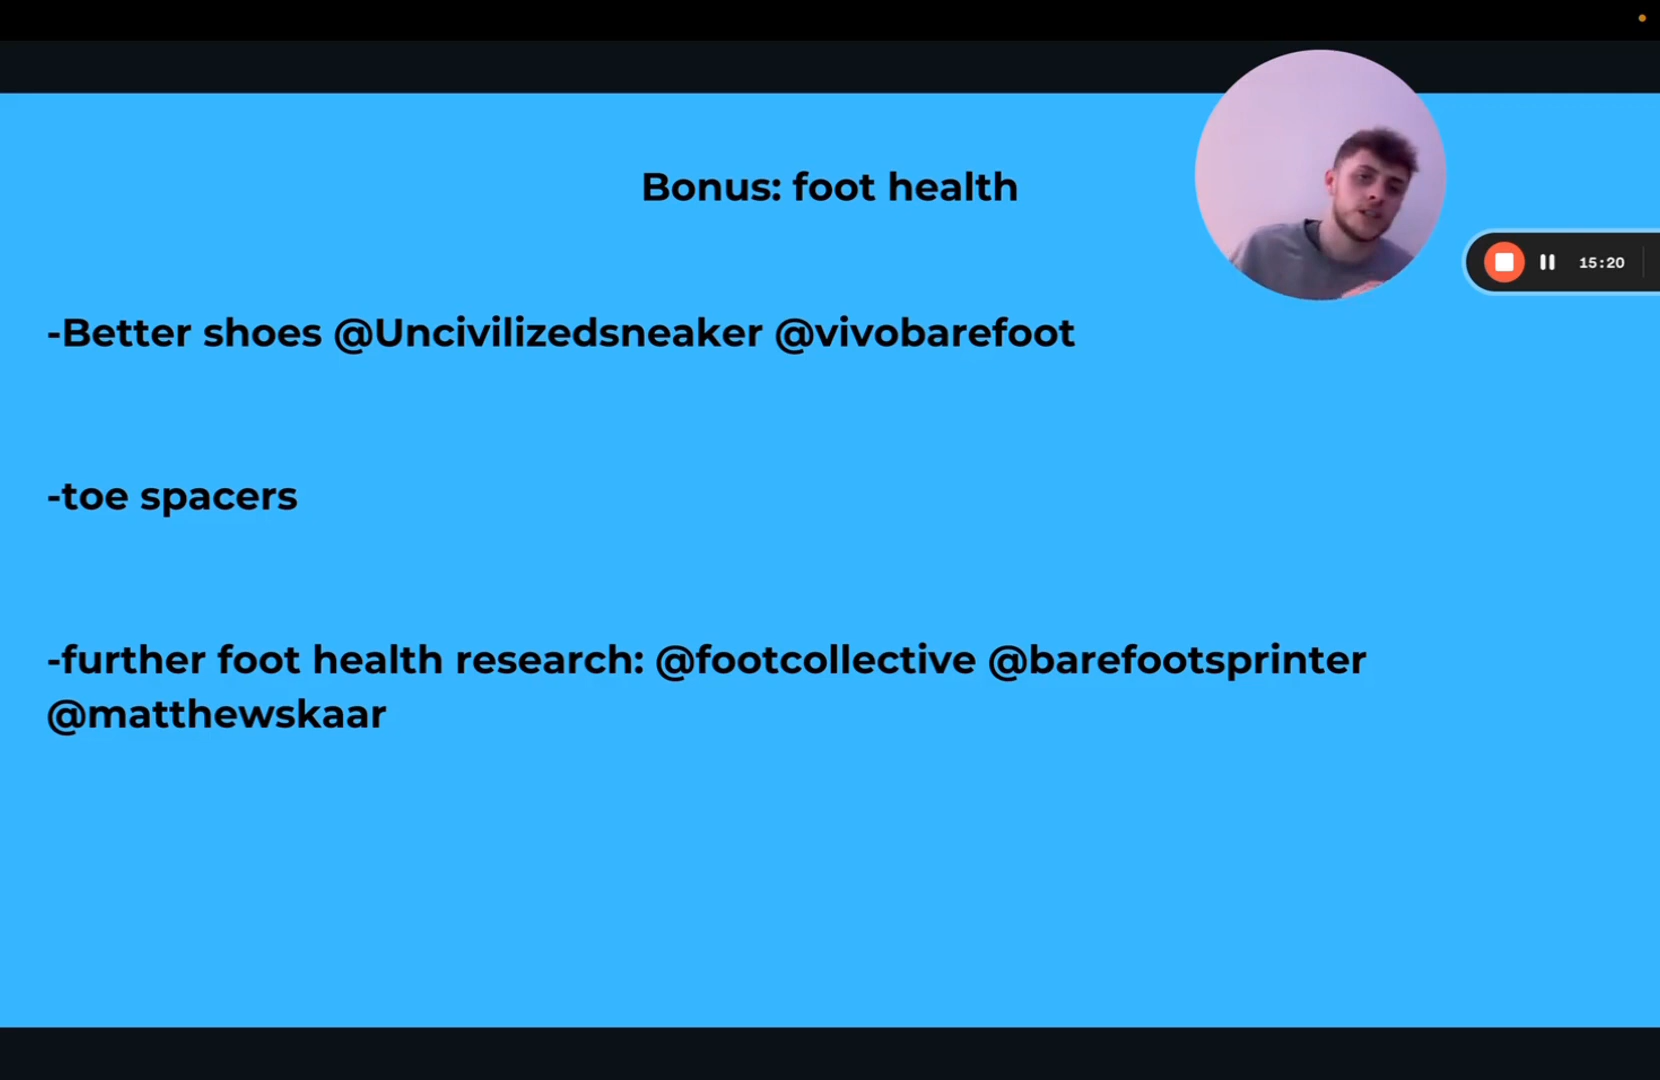 Bonus: foot health
15:20
-Better shoes @Uncivilizedsneaker @vivobarefoot
-toe spacers
-further foot health research: @footcollective @barefootsprinter
@matthewskaar